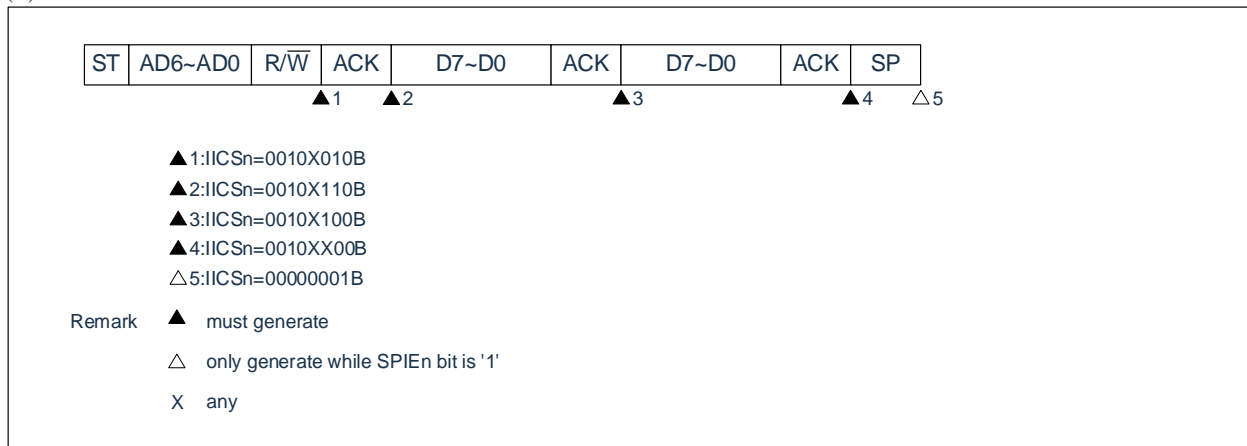 ST AD6~AD0 R/W̅ ACK D7~D0 ACK D7~D0 ACK SP
▲1 ▲2 ▲3 ▲4 △5
▲1:IICSn=0010X010B
▲2:IICSn=0010X110B
▲3:IICSn=0010X100B
▲4:IICSn=0010XX00B
△5:IICSn=00000001B
Remark ▲ must generate
△ only generate while SPIEn bit is '1'
X any